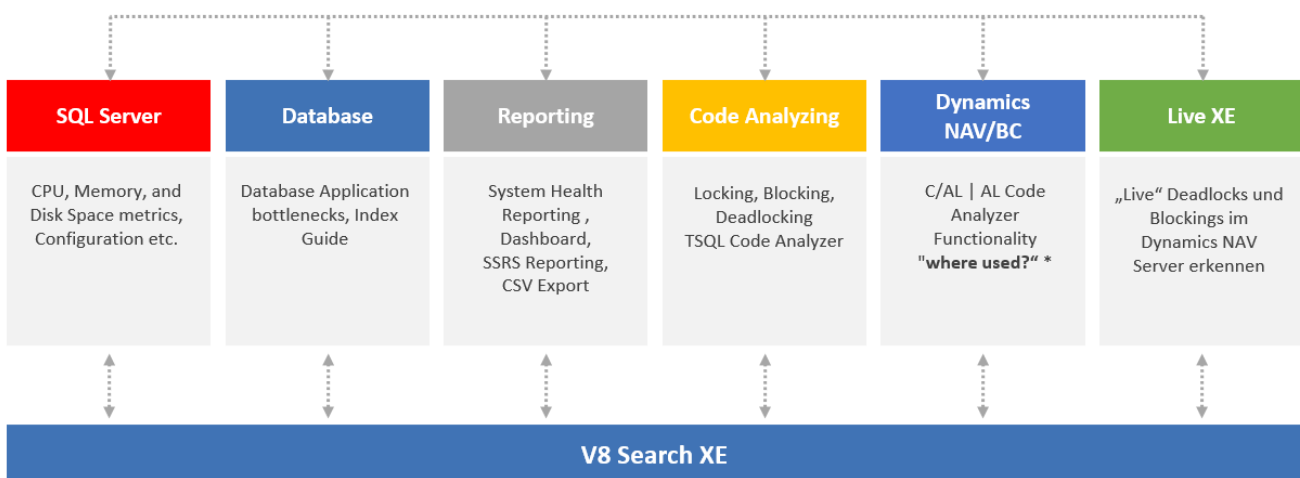 SQL Server
CPU, Memory, and
Disk Space metrics,
Configuration etc.
Database
Database Application
bottlenecks, Index
Guide
Reporting
System Health
Reporting ,
Dashboard,
SSRS Reporting,
CSV Export
Code Analyzing
Locking, Blocking,
Deadlocking
TSQL Code Analyzer
Dynamics
NAV/BC
C/AL | AL Code
Analyzer
Functionality
"where used?“ *
Live XE
„Live“ Deadlocks und
Blockings im
Dynamics NAV
Server erkennen
V8 Search XE